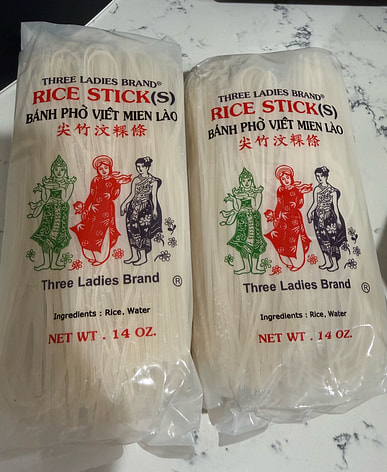 THREE LADIES BRAND®
RICE STICK(S)
BÁNH PHỞ VIẾT MIEN LÀO
尖竹汶粿條
Three Ladies Brand ®
Ingredients : Rice, Water
NET WT . 14 OZ.
THREE LADIES BRAND®
RICE STICK(S)
BÁNH PHỞ VIẾT MIEN LÀO
尖竹汶粿條
Three Ladies Brand ®
Ingredients : Rice, Water
NET WT . 14 OZ.